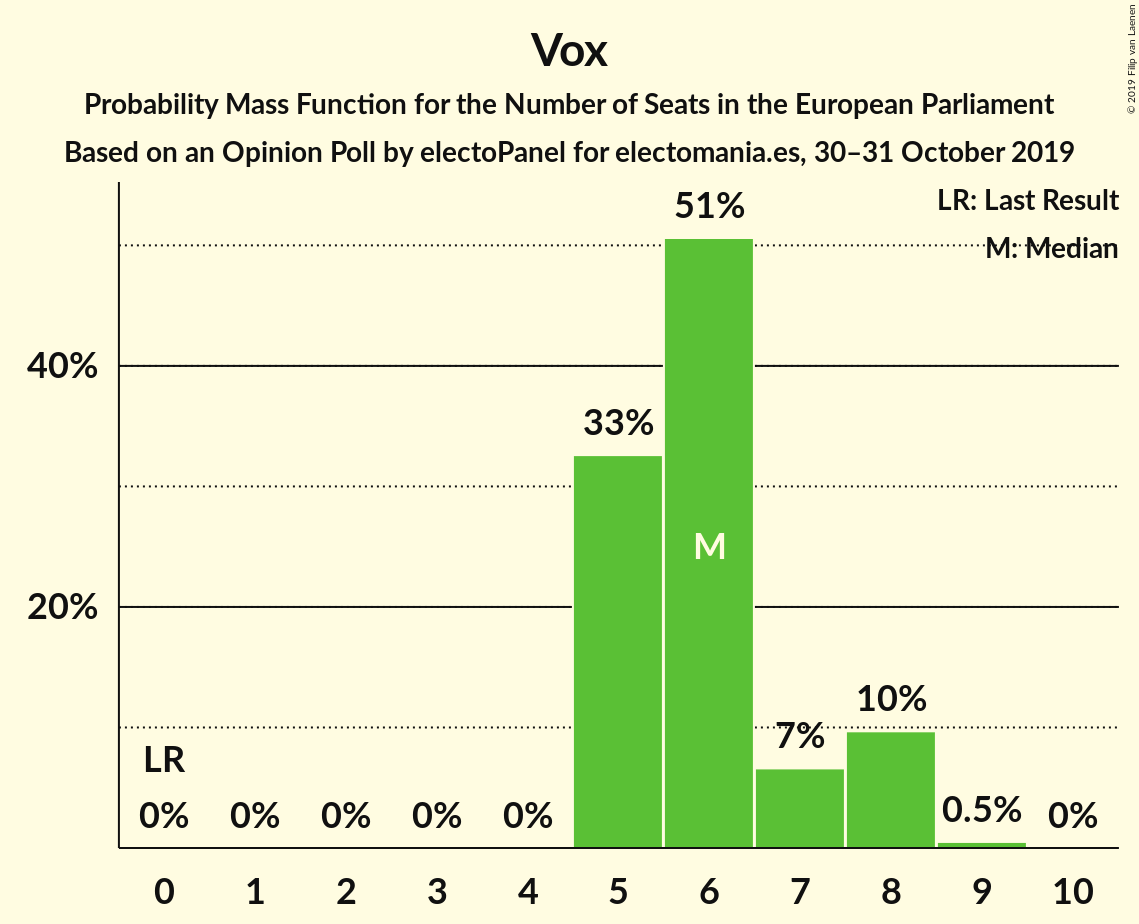 Vox
Probability Mass Function for the Number of Seats in the European Parliament
Based on an Opinion Poll by electoPanel for electomania.es, 30–31 October 2019
© 2019 Filip van Laenen
LR: Last Result
M: Median
51%
40%
33%
M
20%
10%
7%
LR
0% 0% 0% 0% 0% 0.5% 0%
0 1 2 3 4 5 6 7 8 9 10